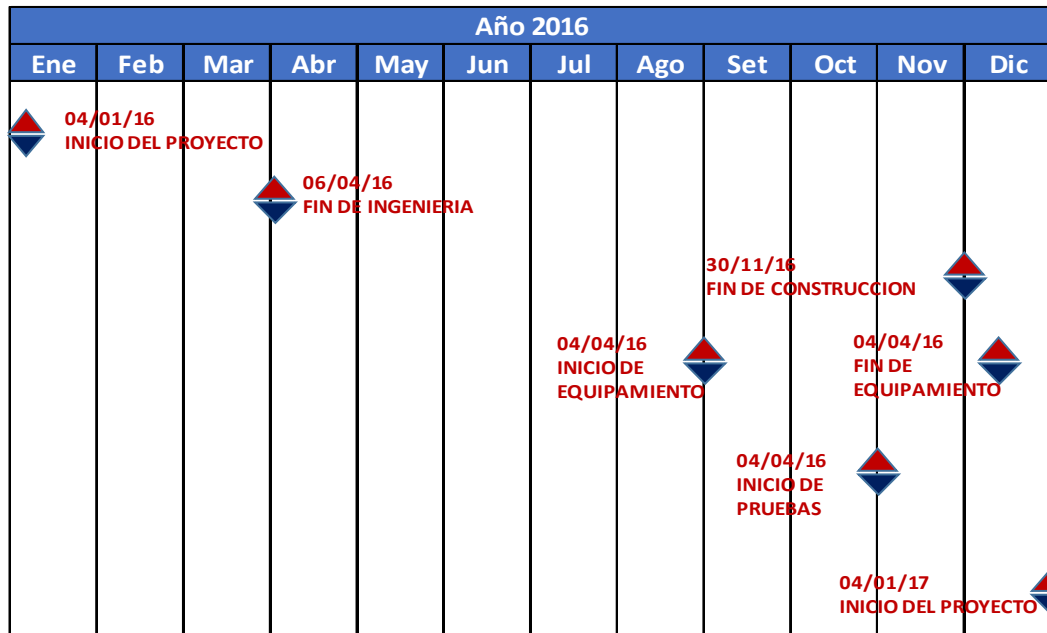 Año 2016
Ene Feb Mar Abr May Jun Jul Ago Set Oct Nov Dic
04/01/16
INICIO DEL PROYECTO
06/04/16
FIN DE INGENIERIA
30/11/16
FIN DE CONSTRUCCION
04/04/16
INICIO DE
EQUIPAMIENTO
04/04/16
FIN DE
EQUIPAMIENTO
04/04/16
INICIO DE
PRUEBAS
04/01/17
INICIO DEL PROYECTO